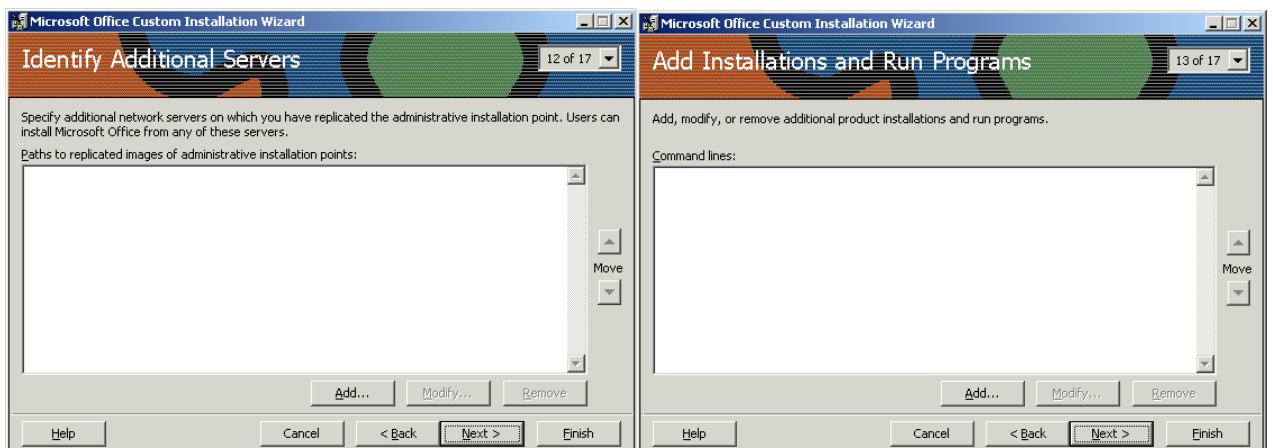 Microsoft Office Custom Installation Wizard
Identify Additional Servers
12 of 17
Specify additional network servers on which you have replicated the administrative installation point. Users can
install Microsoft Office from any of these servers.
Paths to replicated images of administrative installation points:
Move
Add... Modify... Remove
Help Cancel < Back Next > Finish
Microsoft Office Custom Installation Wizard
Add Installations and Run Programs
13 of 17
Add, modify, or remove additional product installations and run programs.
Command lines:
Move
Add... Modify... Remove
Help Cancel < Back Next > Finish